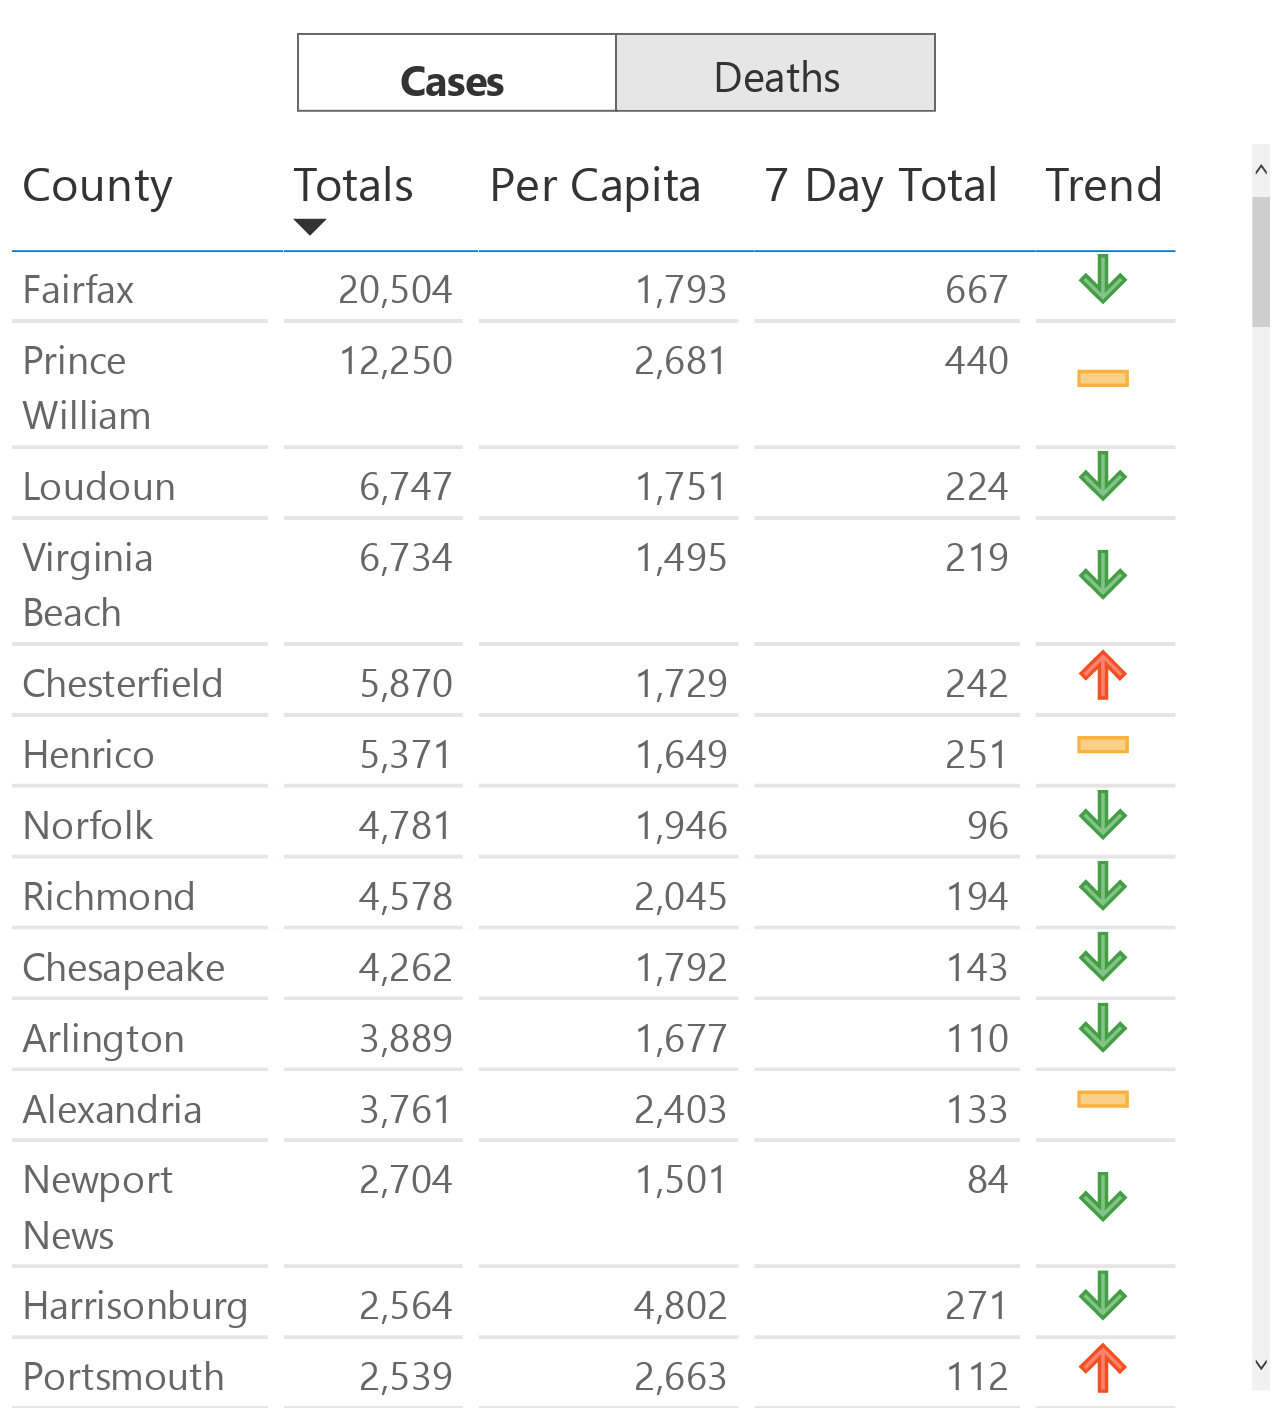 Cases Deaths
County Totals Per Capita 7 Day Total Trend
Fairfax 20,504 1,793 667
Prince 12,250 2,681 440
William
Loudoun 6,747 1,751 224
Virginia 6,734 1,495 219
Beach
Chesterfield 5,870 1,729 242
Henrico 5,371 1,649 251
Norfolk 4,781 1,946 96
Richmond 4,578 2,045 194
Chesapeake 4,262 1,792 143
Arlington 3,889 1,677 110
Alexandria 3,761 2,403 133
Newport 2,704 1,501 84
News
Harrisonburg 2,564 4,802 271
Portsmouth 2,539 2,663 112